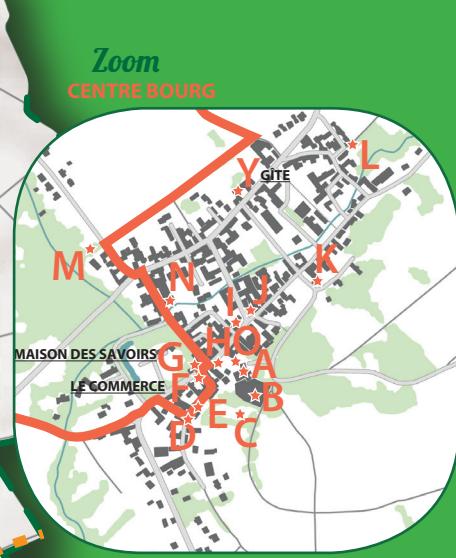 Zoom
CENTRE BOURG
L
Y GÎTE
M
K
N
I J
MAISON DES SAVOIRS G H O A
LE COMMERCE F B
E
D C